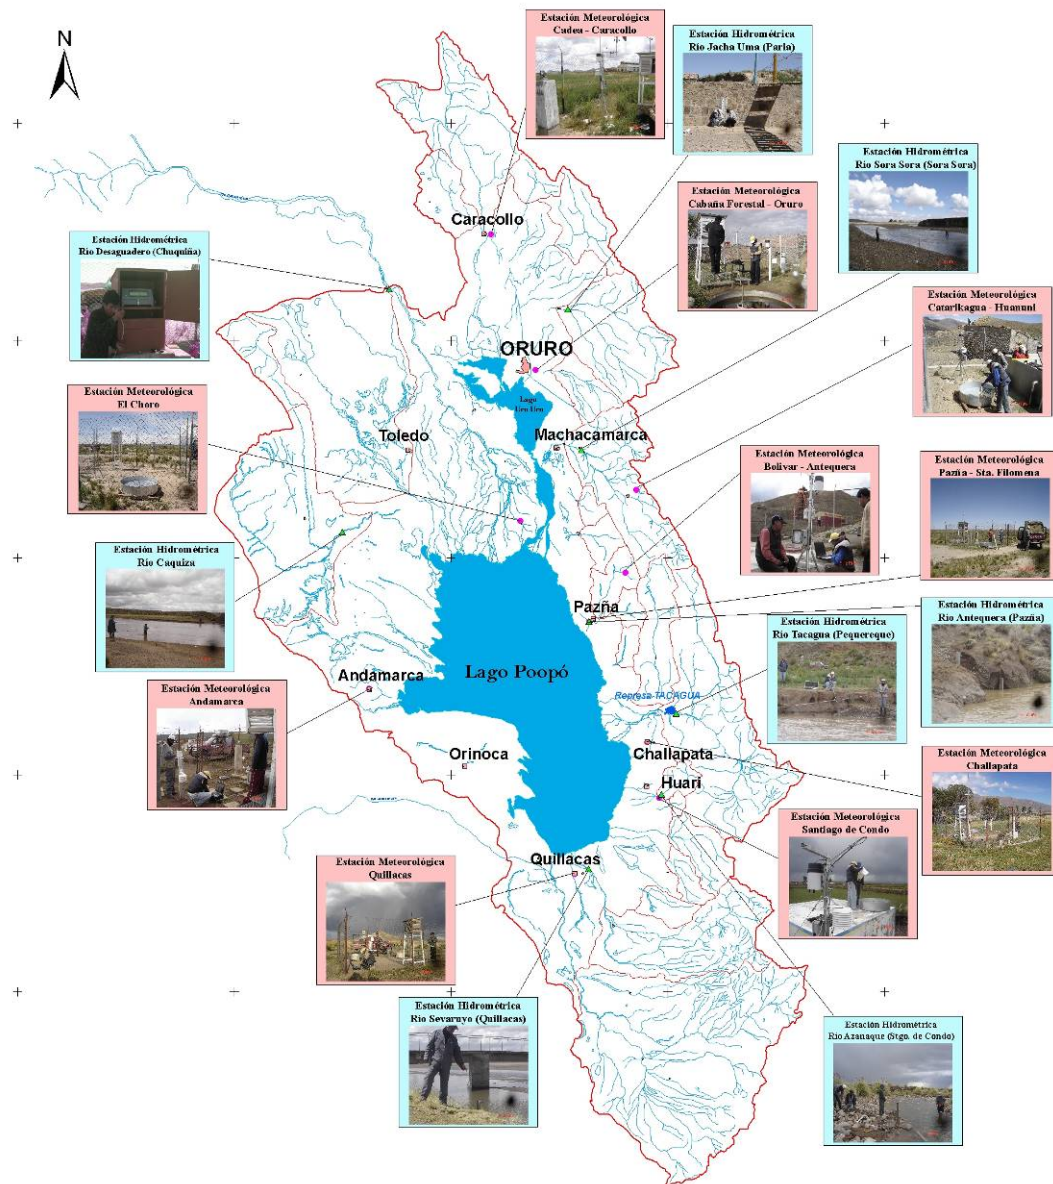 N
Estación Meteorológica
Cadea - Caracollo
Estación Hidrométrica
Río Jacha Uma (Parla)
Estación Hidrométrica
Río Sora Sora (Sora Sora)
Estación Meteorológica
Cabaña Forestal - Oruro
Caracollo
Estación Hidrométrica
Río Desaguadero (Chuquiña)
Estación Meteorológica
Catarikagua - Huanuni
ORURO
Estación Meteorológica
El Choro
Lago
Uru Uru
Toledo
Machacamarca
Estación Meteorológica
Bolivar - Antequera
Estación Meteorológica
Pazña - Sta. Filomena
Estación Hidrométrica
Río Caquiza
Pazña
Estación Hidrométrica
Río Antequera (Pazña)
Estación Hidrométrica
Río Tacagua (Pequereque)
Lago Poopó
Andamarca
Estación Meteorológica
Andamarca
Represa TACAGUA
Orinoca
Challapata
Huari
Estación Meteorológica
Challapata
Estación Meteorológica
Santiago de Condo
Quillacas
Estación Meteorológica
Quillacas
Estación Hidrométrica
Río Sevaruyo (Quillacas)
Estación Hidrométrica
Río Azanaque (Stgo. de Condo)